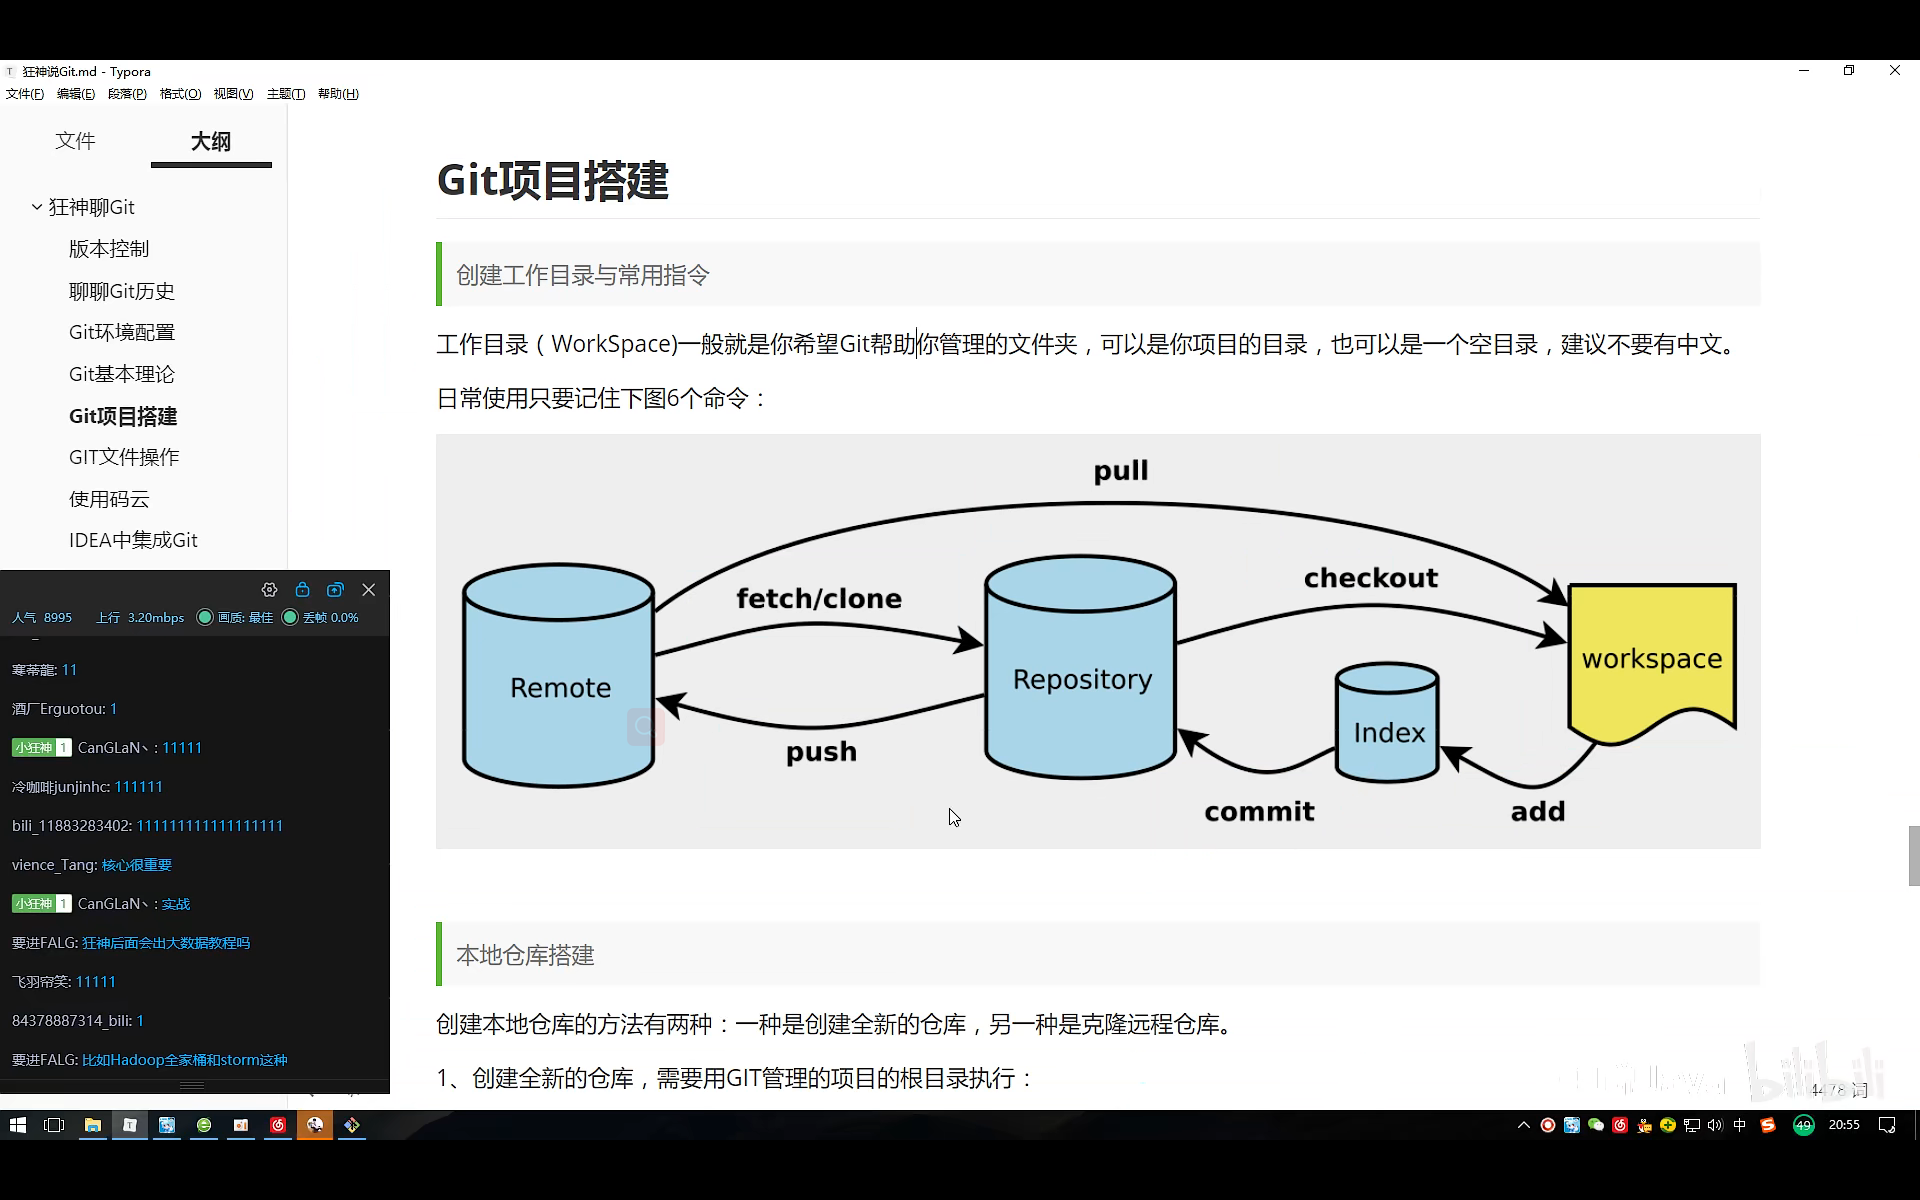 狂神说Git.md - Typora
文件(F) 编辑(E) 段落(P) 格式(O) 视图(V) 主题(T) 帮助(H)
文件 大纲
狂神聊Git
版本控制
聊聊Git历史
Git环境配置
Git基本理论
Git项目搭建
GIT文件操作
使用码云
IDEA中集成Git
Git项目搭建
创建工作目录与常用指令
工作目录（WorkSpace)一般就是你希望Git帮助你管理的文件夹，可以是你项目的目录，也可以是一个空目录，建议不要有中文。
日常使用只要记住下图6个命令：
pull
fetch/clone
checkout
Remote
Repository
Index
workspace
push
commit
add
本地仓库搭建
创建本地仓库的方法有两种：一种是创建全新的仓库，另一种是克隆远程仓库。
1、创建全新的仓库，需要用GIT管理的项目的根目录执行：
人气 8995 上行 3.20mbps 画质: 最佳 丢帧 0.0%
寒蒂龍: 11
酒厂Erguotou: 1
小狂神 1 CanGLaN丶: 11111
冷咖啡junjinhc: 111111
bili_11883283402: 111111111111111111
vience_Tang: 核心很重要
小狂神 1 CanGLaN丶: 实战
要进FALG: 狂神后面会出大数据教程吗
飞羽帘笑: 11111
84378887314_bili: 1
要进FALG: 比如Hadoop全家桶和storm这种
bilibili
4478 词
中 49 20:55